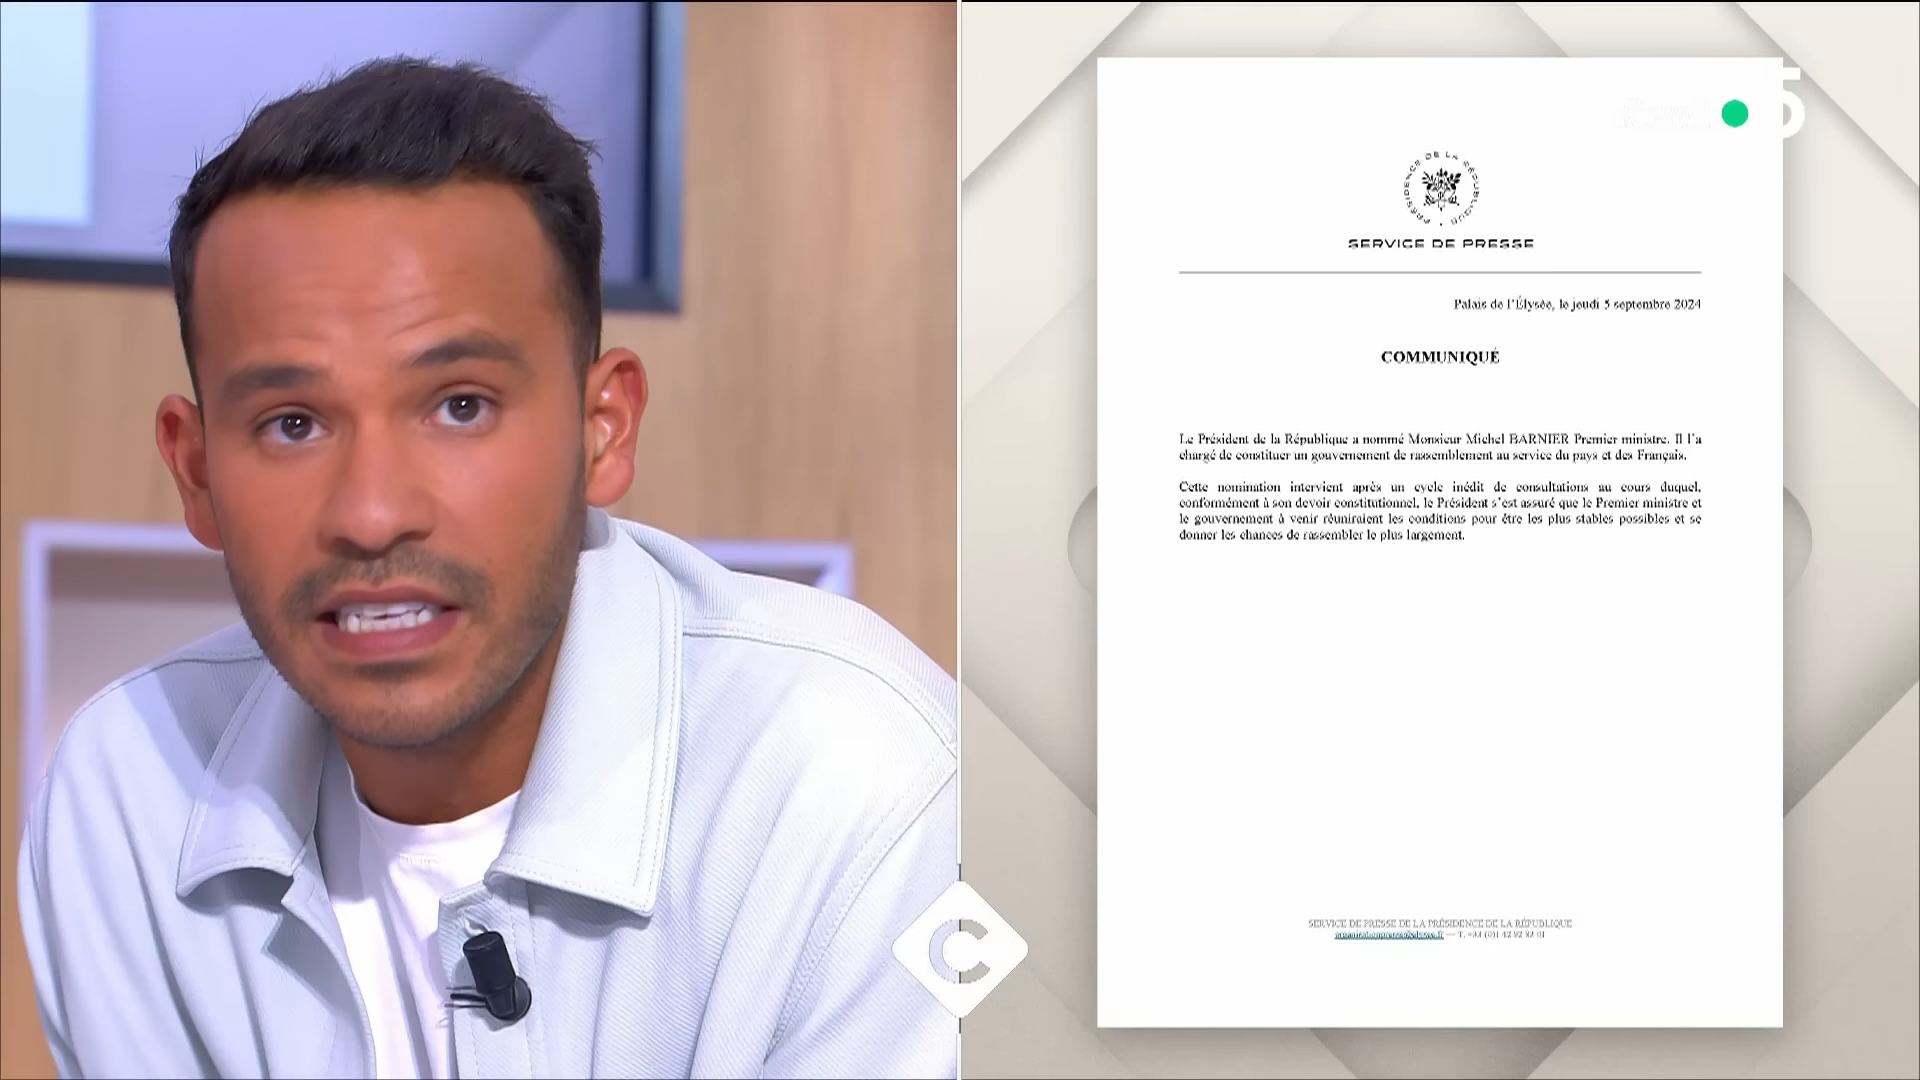 5
PRÉSIDENCE DE LA RÉPUBLIQUE
SERVICE DE PRESSE
Palais de l'Élysée, le jeudi 5 septembre 2024
COMMUNIQUÉ
Le Président de la République a nommé Monsieur Michel BARNIER Premier ministre. Il l'a
chargé de constituer un gouvernement de rassemblement au service du pays et des Français.
Cette nomination intervient après un cycle inédit de consultations au cours duquel,
conformément à son devoir constitutionnel, le Président s'est assuré que le Premier ministre et
le gouvernement à venir réuniraient les conditions pour être les plus stables possibles et se
donner les chances de rassembler le plus largement.
SERVICE DE PRESSE DE LA PRÉSIDENCE DE LA RÉPUBLIQUE
C